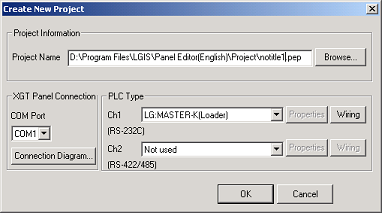 Create New Project
Project Information
Project Name D:\Program Files\LGIS\Panel Editor(English)\Project\notitle1.pep Browse...
XGT Panel Connection
COM Port
COM1
Connection Diagram...
PLC Type
Ch1 LG:MASTER-K(Loader) Properties Wiring
(RS-232C)
Ch2 Not used Properties Wiring
(RS-422/485)
OK Cancel